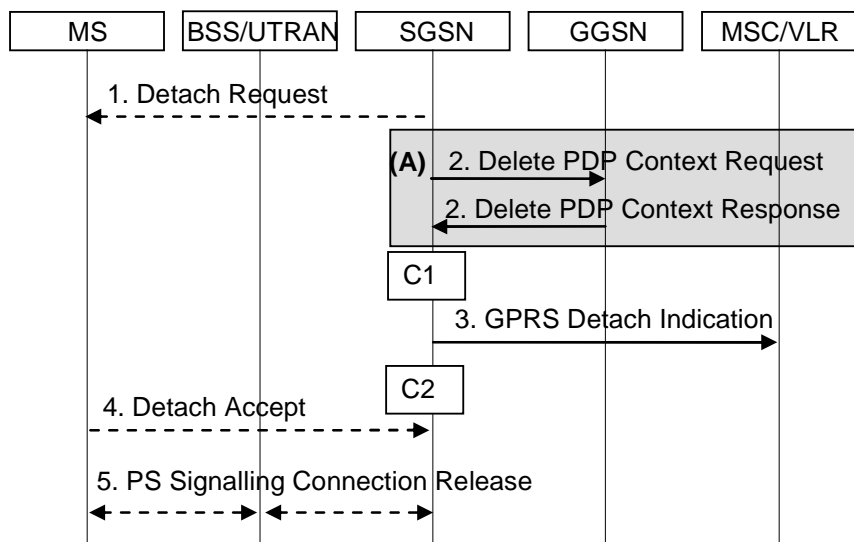 MS BSS/UTRAN SGSN GGSN MSC/VLR
1. Detach Request
(A) 2. Delete PDP Context Request
2. Delete PDP Context Response
C1
3. GPRS Detach Indication
C2
4. Detach Accept
5. PS Signalling Connection Release